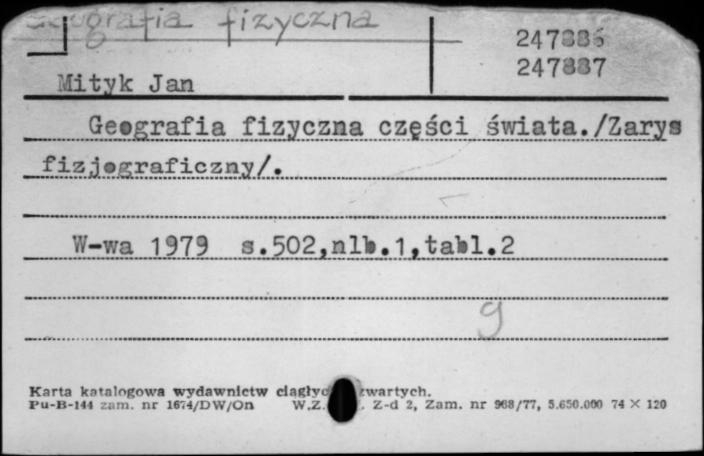 Geografia fizyczna
247886
247887
Mityk Jan
Geografia fizyczna części świata./Zarys
fizjograficzny/.
W-wa 1979 s.502,nlb.1,tabl.2
g
Karta katalogowa wydawnictw ciągłyc zwartych.
Pu-B-144 zam. nr 1674/DW/On W.Z. Z-d 2, Zam. nr 968/77, 5.650.000 74 X 120